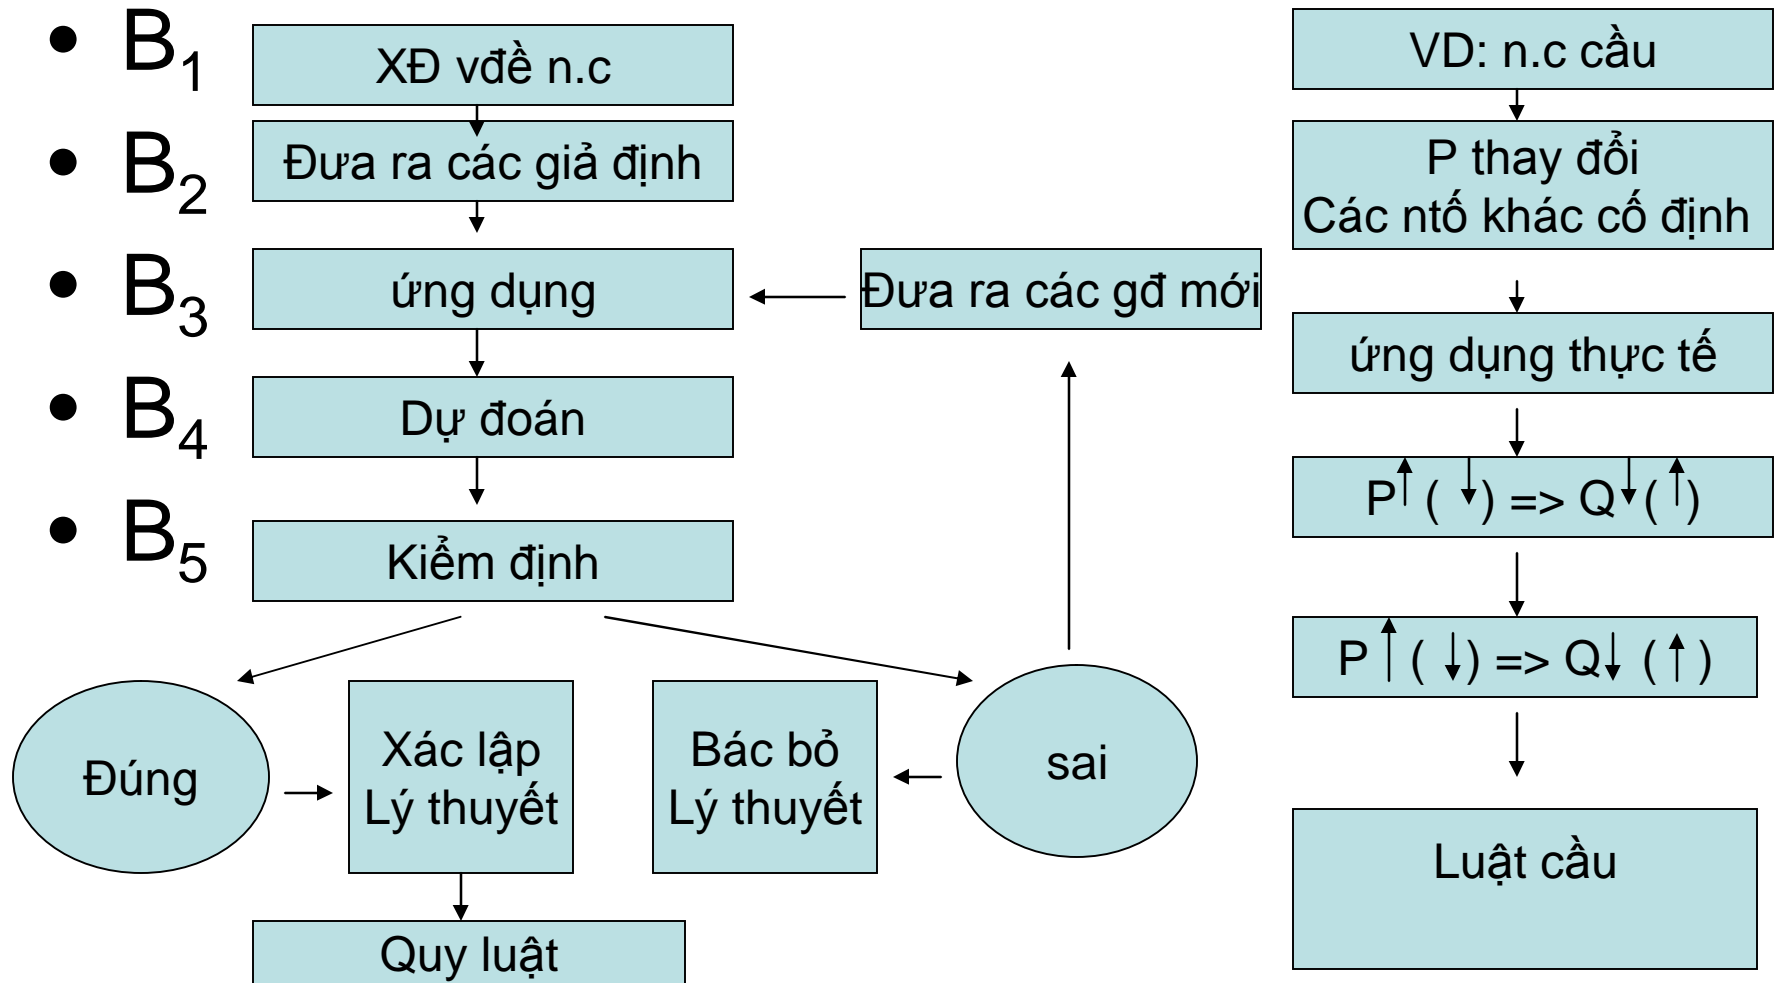 • B1
XĐ vđề n.c
• B2
Đưa ra các giả định
• B3
ứng dụng
Đưa ra các gđ mới
• B4
Dự đoán
• B5
Kiểm định
Đúng
Xác lập
Lý thuyết
Bác bỏ
Lý thuyết
sai
Quy luật
VD: n.c cầu
P thay đổi
Các ntố khác cố định
ứng dụng thực tế
P↑ ( ↓) => Q↓ (↑)
P ↑ ( ↓) => Q↓ (↑ )
Luật cầu